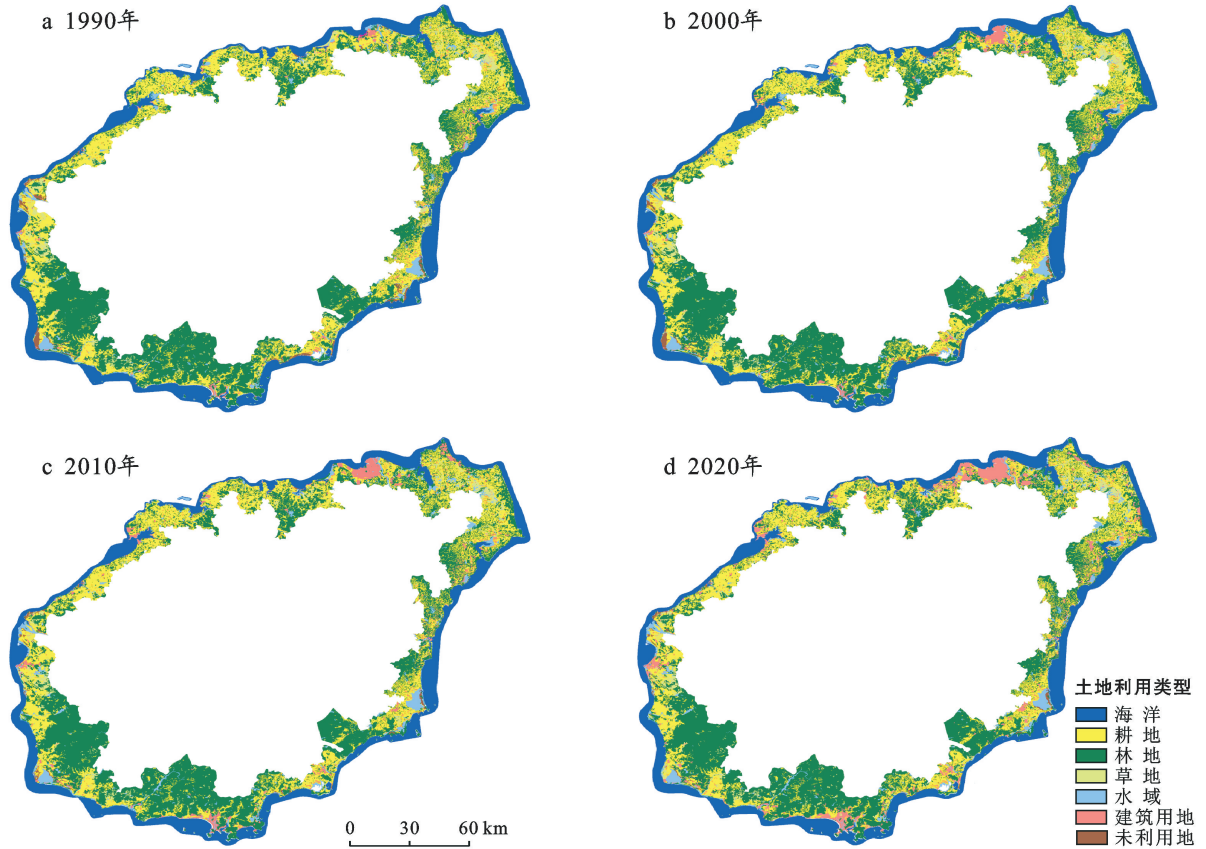 a 1990年
b 2000年
c 2010年
d 2020年
0 30 60 km
土地利用类型
海 洋
耕 地
林 地
草 地
水 域
建筑用地
未利用地